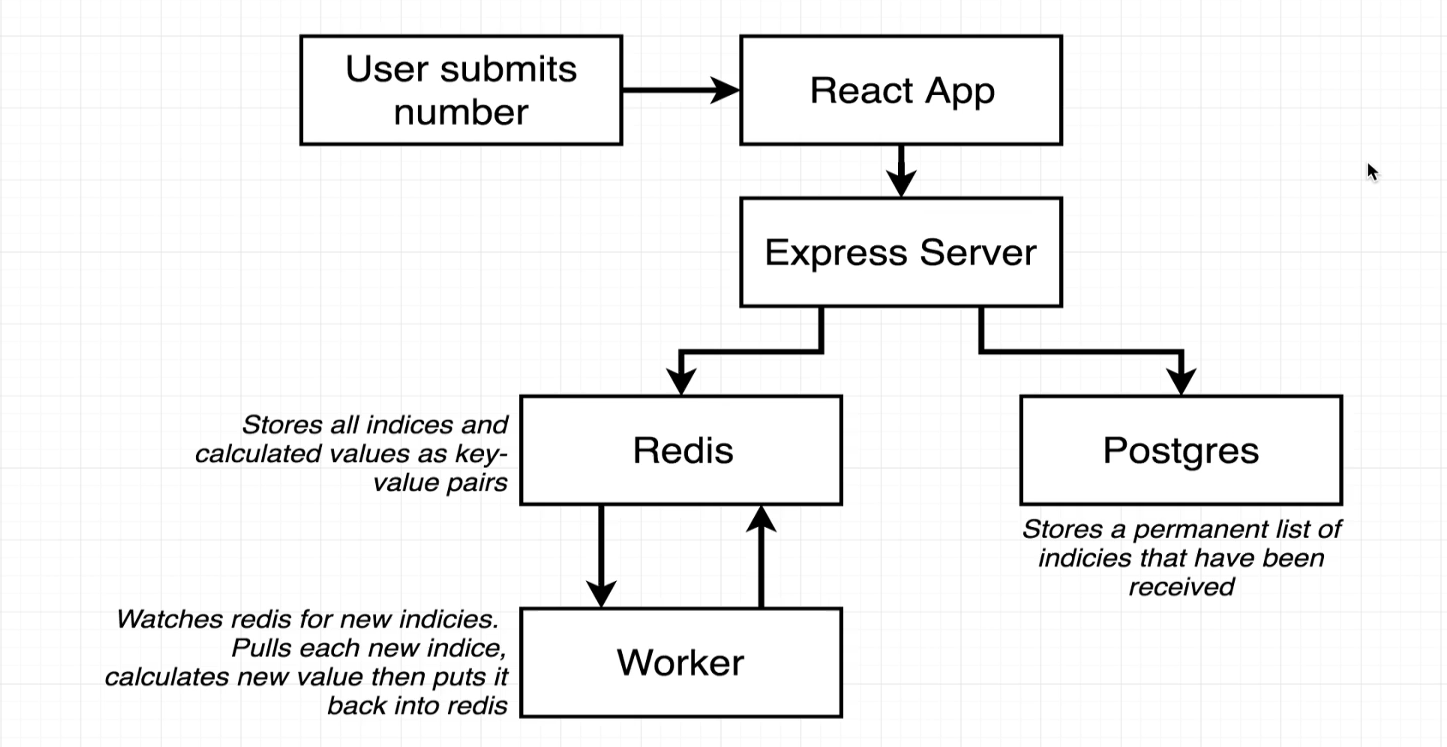 User submits
number
React App
Express Server
Stores all indices and
calculated values as key-
value pairs
Redis
Postgres
Stores a permanent list of
indicies that have been
received
Watches redis for new indicies.
Pulls each new indice,
calculates new value then puts it
back into redis
Worker